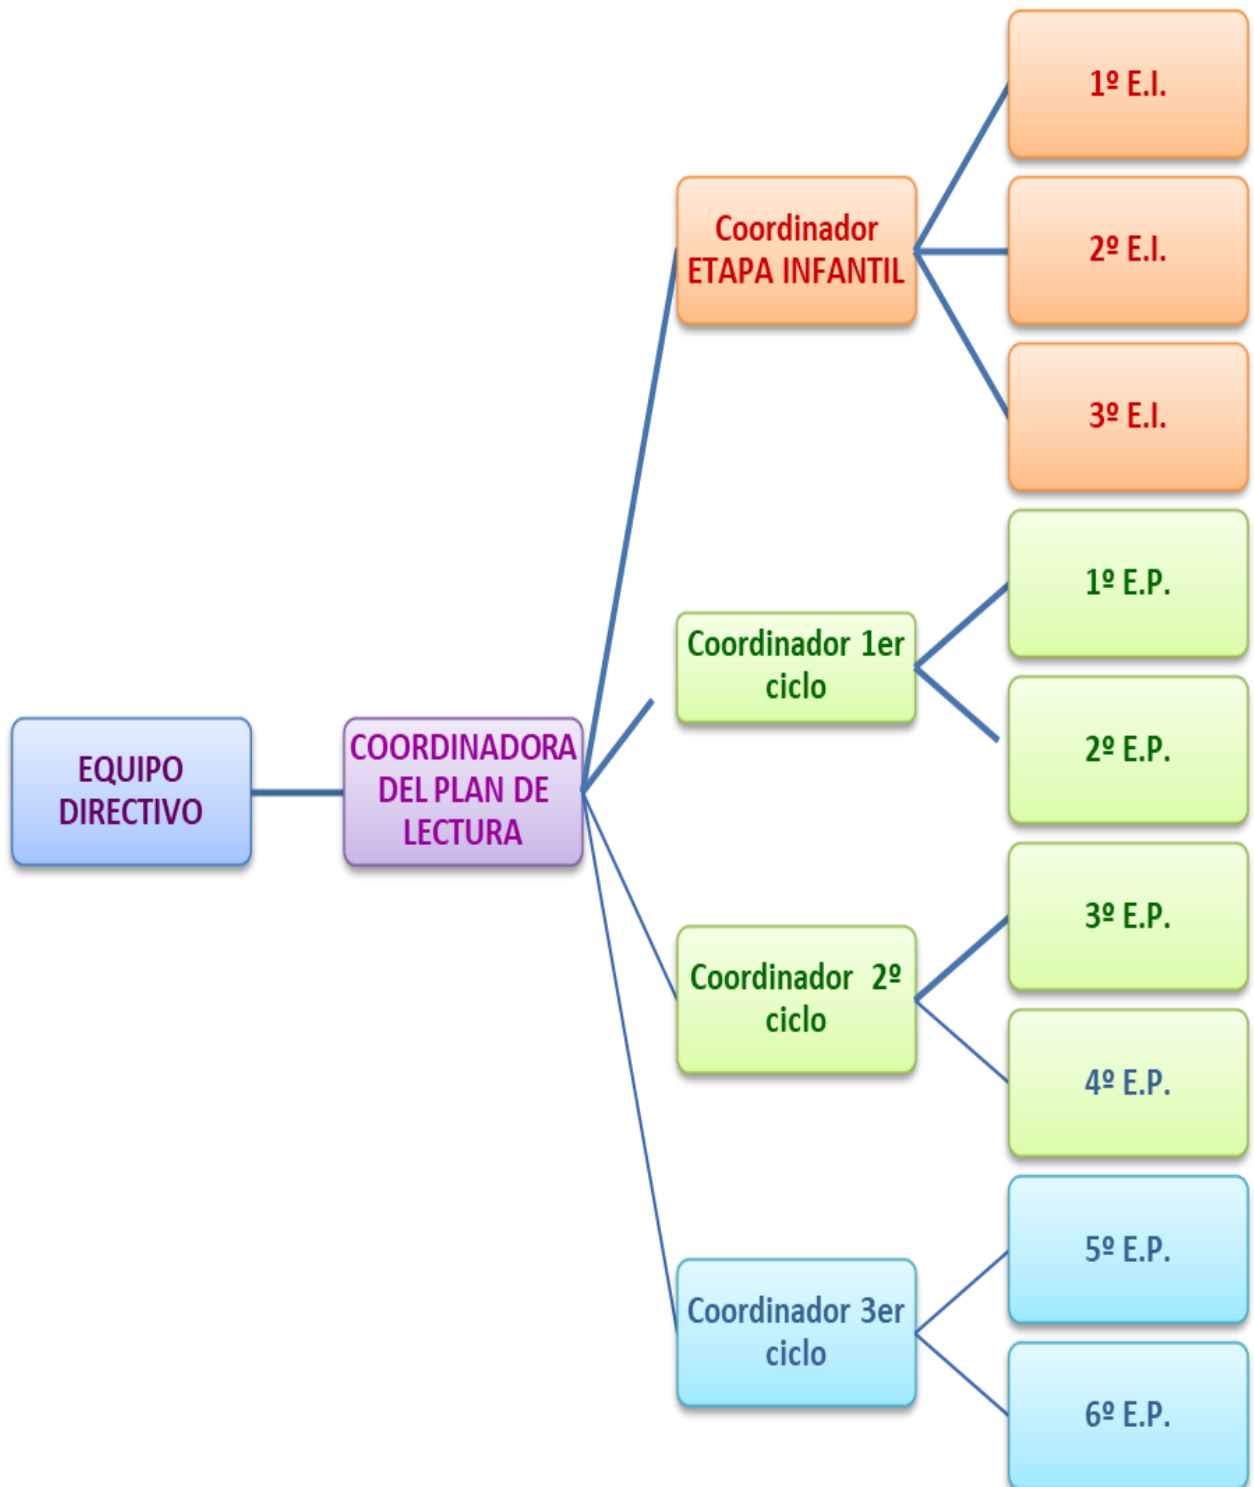 EQUIPO
DIRECTIVO
COORDINADORA
DEL PLAN DE
LECTURA
Coordinador
ETAPA INFANTIL
1º E.I.
2º E.I.
3º E.I.
Coordinador 1er
ciclo
1º E.P.
2º E.P.
Coordinador 2º
ciclo
3º E.P.
4º E.P.
Coordinador 3er
ciclo
5º E.P.
6º E.P.